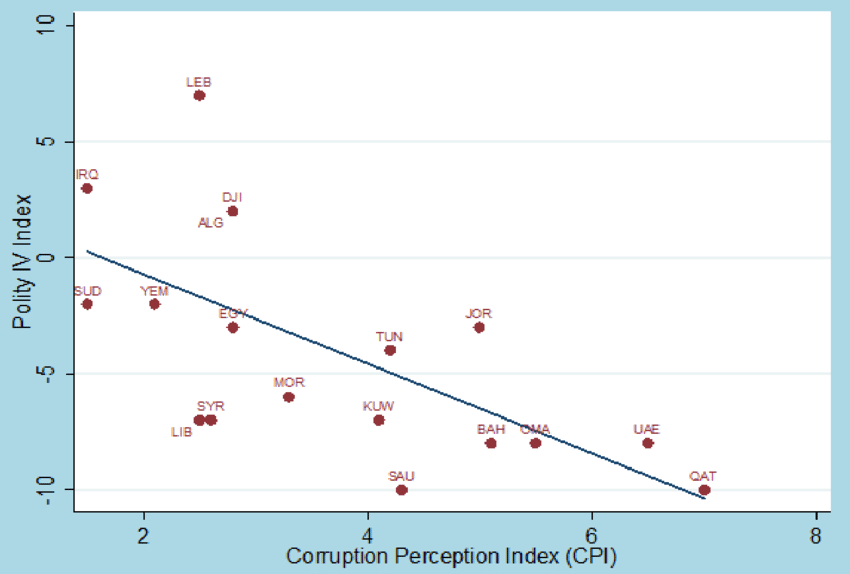 10
LEB
5
IRQ
DJI
ALG
0
SUD
YEM
EGY
JOR
TUN
-5
MOR
SYR
LIB
KUW
BAH
OMA
UAE
SAU
QAT
-10
2
4
6
8
Polity IV Index
Corruption Perception Index (CPI)